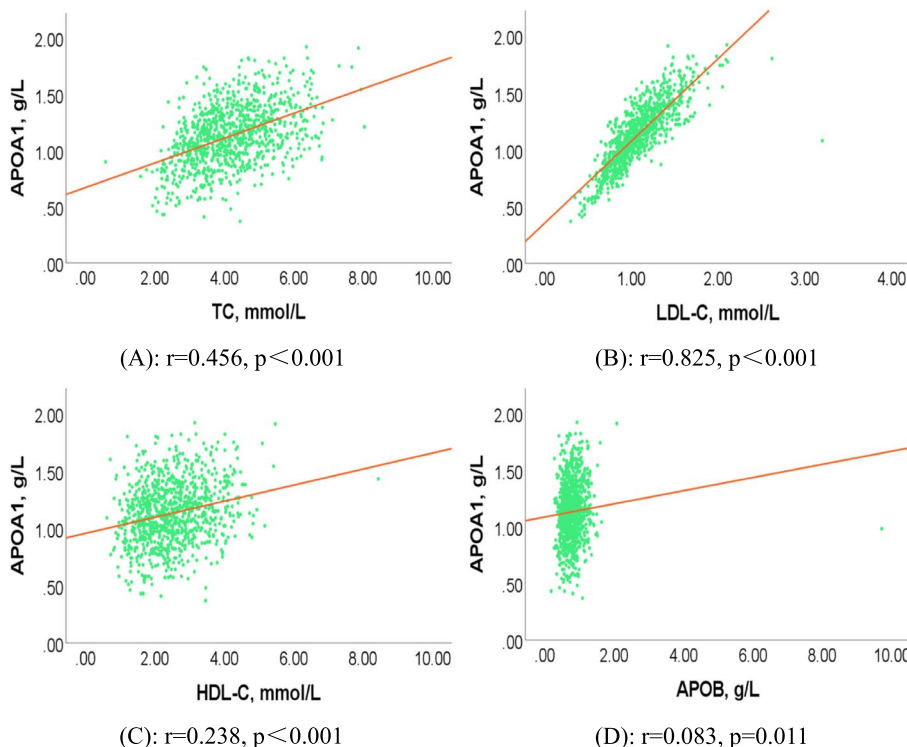 2.00
1.50
1.00
.50
.00
APOA1, g/L
.00 2.00 4.00 6.00 8.00 10.00
TC, mmol/L
(A): r=0.456, p＜0.001
2.00
1.50
1.00
.50
.00
APOA1, g/L
.00 1.00 2.00 3.00 4.00
LDL-C, mmol/L
(B): r=0.825, p＜0.001
2.00
1.50
1.00
.50
.00
APOA1, g/L
.00 2.00 4.00 6.00 8.00 10.00
HDL-C, mmol/L
(C): r=0.238, p＜0.001
2.00
1.50
1.00
.50
.00
APOA1, g/L
.00 2.00 4.00 6.00 8.00 10.00
APOB, g/L
(D): r=0.083, p=0.011